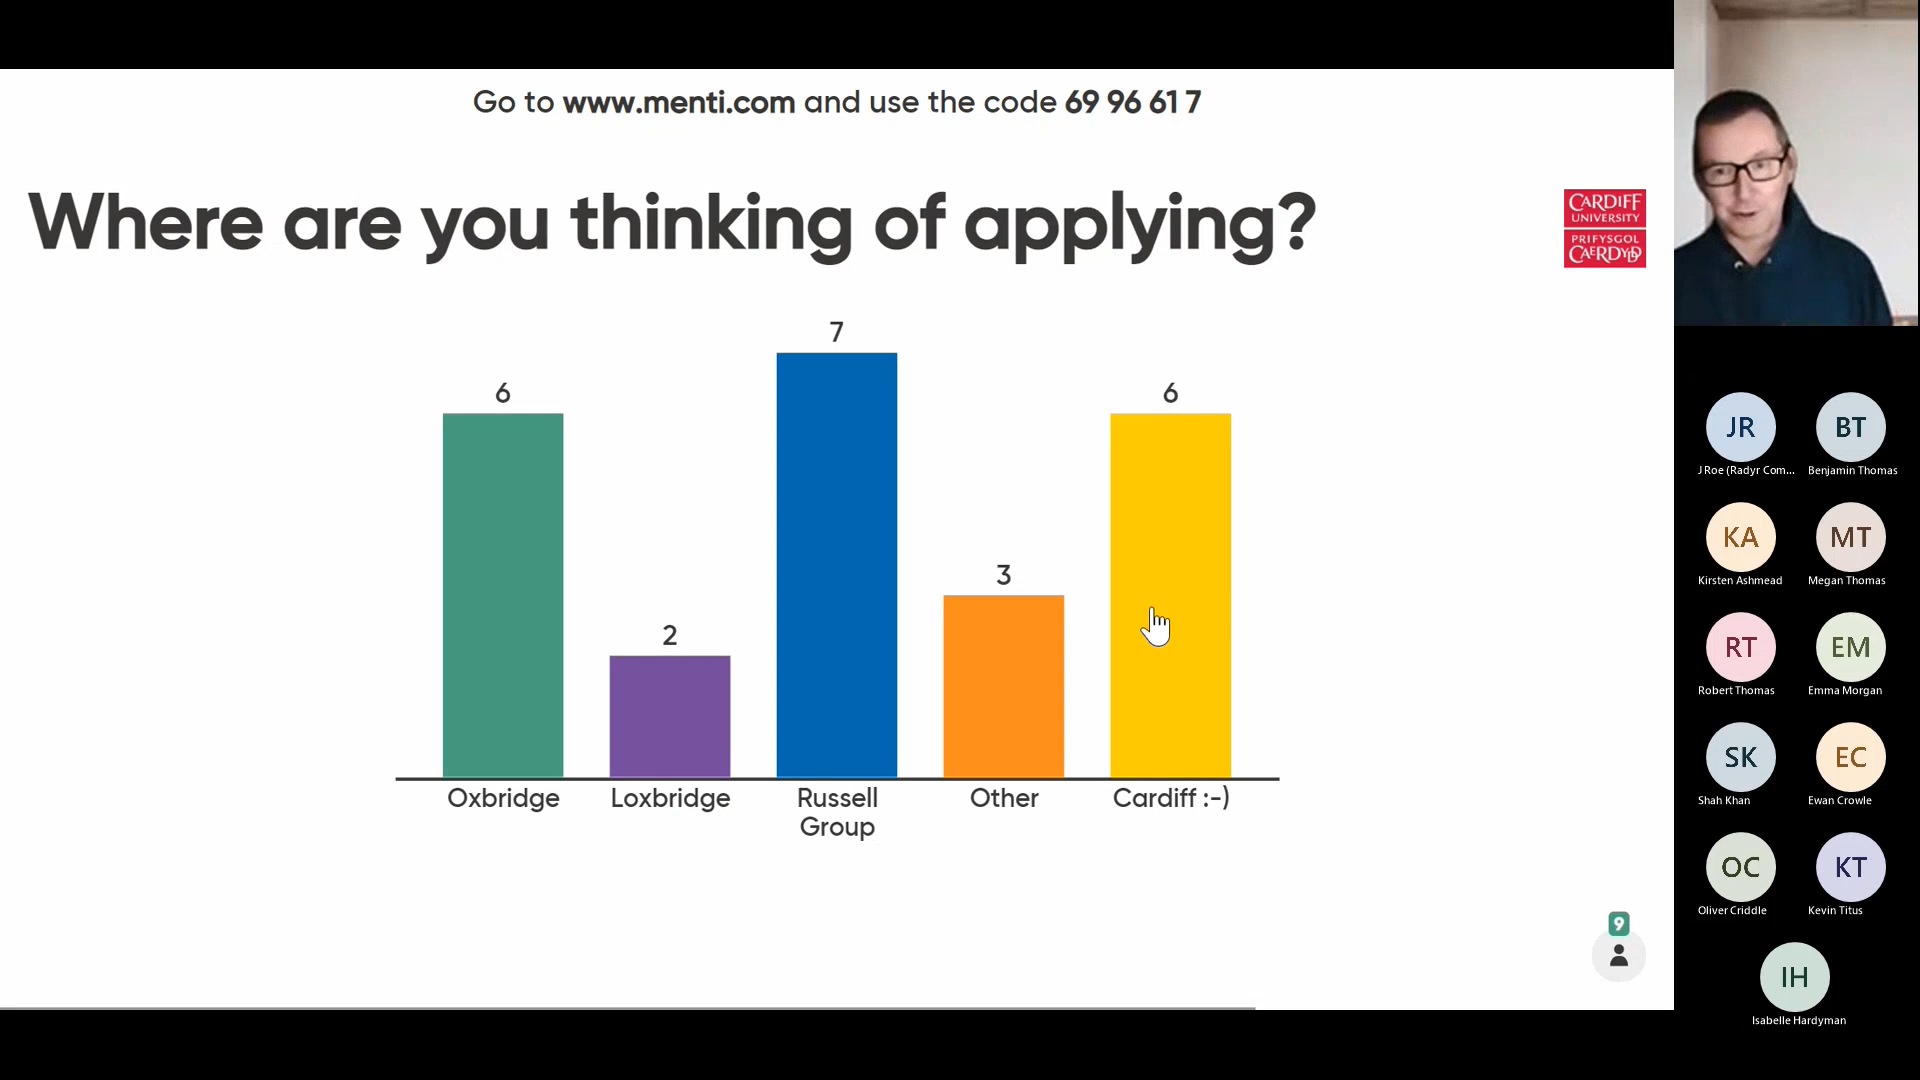 Go to www.menti.com and use the code 69 96 61 7
Where are you thinking of applying?
CARDIFF
UNIVERSITY
PRIFYSGOL
CAERDYDD
6
2
7
3
6
Oxbridge
Loxbridge
Russell
Group
Other
Cardiff :-)
9
JR
J Roe (Radyr Com...
BT
Benjamin Thomas
KA
Kirsten Ashmead
MT
Megan Thomas
RT
Robert Thomas
EM
Emma Morgan
SK
Shah Khan
EC
Ewan Crowle
OC
Oliver Criddle
KT
Kevin Titus
IH
Isabelle Hardyman